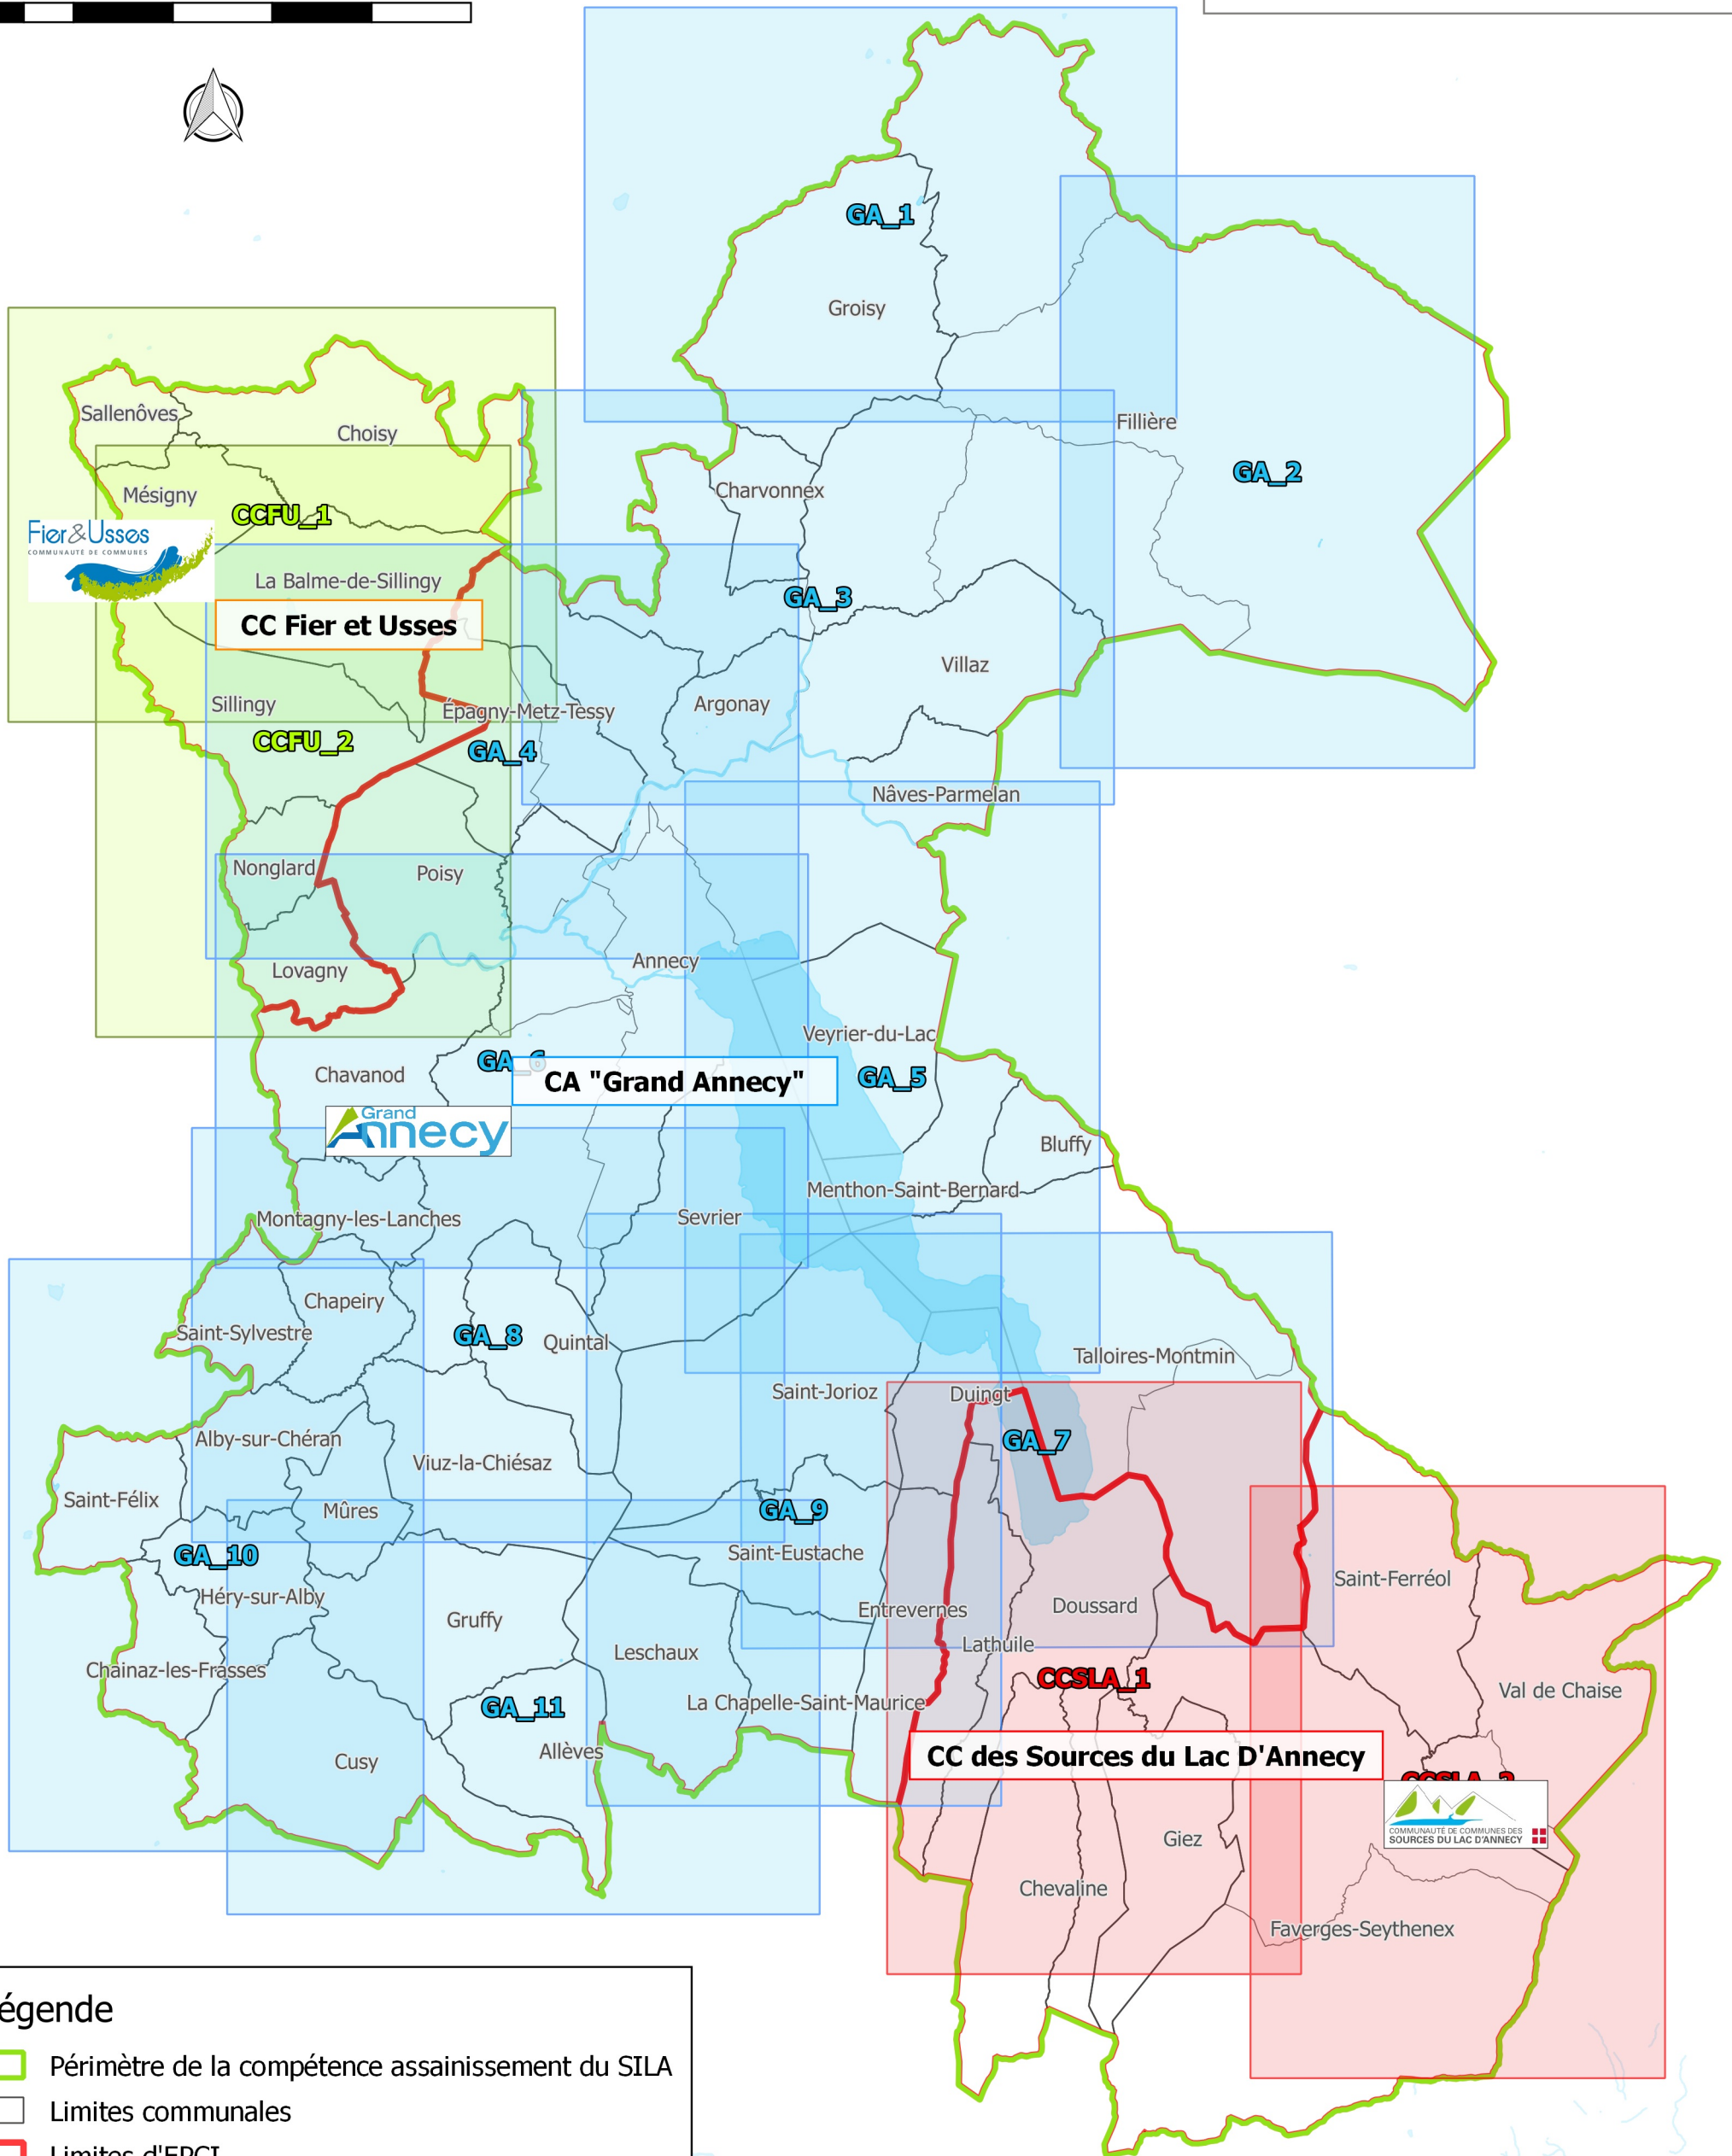 GA_1
Groisy
Fillière
GA_2
Sallenôves
Choisy
Mésigny
CCFU_1
Charvonnex
Fier&Usses
COMMUNAUTÉ DE COMMUNES
La Balme-de-Sillingy
GA_3
CC Fier et Usses
Villaz
Sillingy
Épagny-Metz-Tessy
Argonay
CCFU_2
GA_4
Nâves-Parmelan
Nonglard
Poisy
Lovagny
Annecy
Veyrier-du-Lac
Chavanod
GA_6
CA "Grand Annecy"
GA_5
Grand
Annecy
Bluffy
Menthon-Saint-Bernard
Montagny-les-Lanches
Sevrier
Chapeiry
Saint-Sylvestre
GA_8
Quintal
Talloires-Montmin
Saint-Jorioz
Duingt
Alby-sur-Chéran
GA_7
Viuz-la-Chiésaz
Saint-Félix
Mûres
GA_9
GA_10
Saint-Eustache
Saint-Ferréol
Héry-sur-Alby
Entrevernes
Doussard
Gruffy
Lathuile
Leschaux
Chainaz-les-Frasses
CCSLA_1
Val de Chaise
La Chapelle-Saint-Maurice
GA_11
Allèves
Cusy
CC des Sources du Lac D'Annecy
CCSLA_2
COMMUNAUTÉ DE COMMUNES DES
SOURCES DU LAC D'ANNECY
Giez
Chevaline
Faverges-Seythenex
égende
Périmètre de la compétence assainissement du SILA
Limites communales
Limites d'EPCI